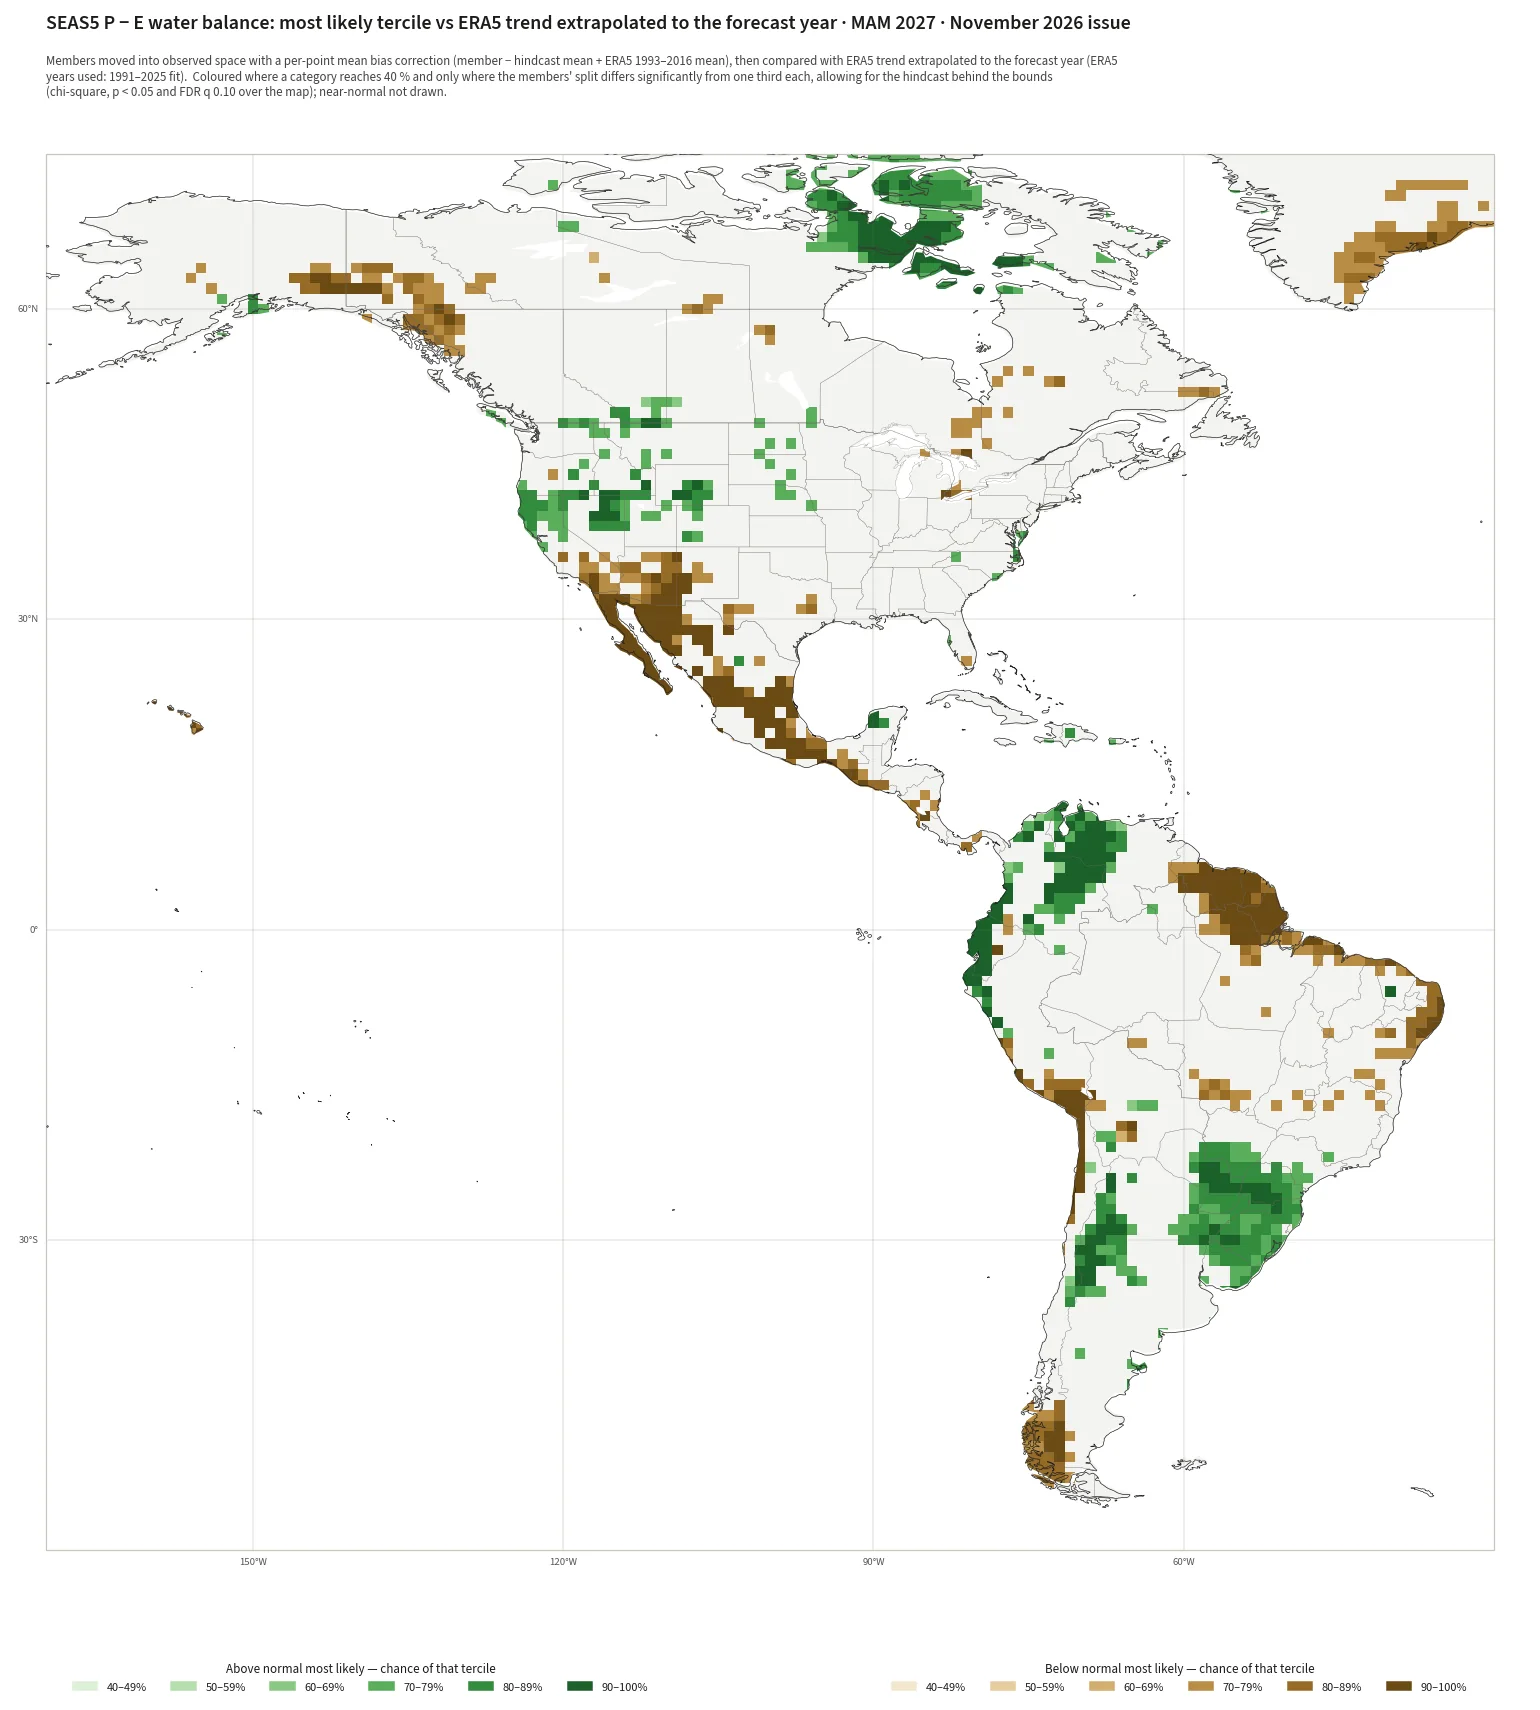 SEAS5 P − E water balance: most likely tercile vs ERA5 trend extrapolated to the forecast year · MAM 2027 · November 2026 issue
Members moved into observed space with a per-point mean bias correction (member − hindcast mean + ERA5 1993–2016 mean), then compared with ERA5 trend extrapolated to the forecast year (ERA5
years used: 1991–2025 fit). Coloured where a category reaches 40 % and only where the members' split differs significantly from one third each, allowing for the hindcast behind the bounds
(chi-square, p < 0.05 and FDR q 0.10 over the map); near-normal not drawn.
60°N
30°N
0°
30°S
150°W 120°W 90°W 60°W
Above normal most likely — chance of that tercile
40–49% 50–59% 60–69% 70–79% 80–89% 90–100%
Below normal most likely — chance of that tercile
40–49% 50–59% 60–69% 70–79% 80–89% 90–100%